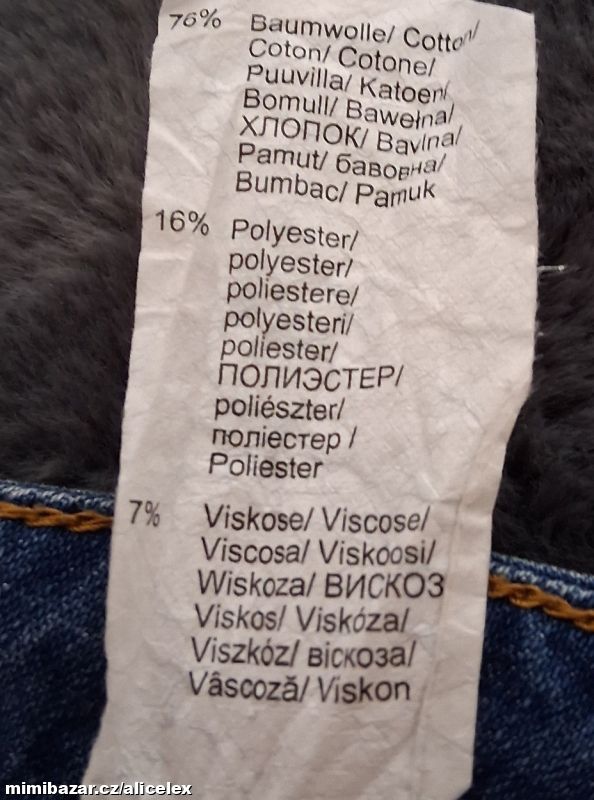 76% Baumwolle/ Cotton/
Coton/ Cotone/
Puuvilla/ Katoen/
Bomull/ Bawełna/
ХЛОПОК/ Bavlna/
Pamut/ бавовна/
Bumbac/ Pamuk
16% Polyester/
polyester/
poliestere/
polyesteri/
poliester/
ПОЛИЭСТЕР/
poliészter/
поліестер /
Poliester
7% Viskose/ Viscose/
Viscosa/ Viskoosi/
Wiskoza/ ВИСКОЗ
Viskos/ Viskóza/
Viszkóz/ віскоза/
Vâscoză/ Viskon
mimibazar.cz/alicelex